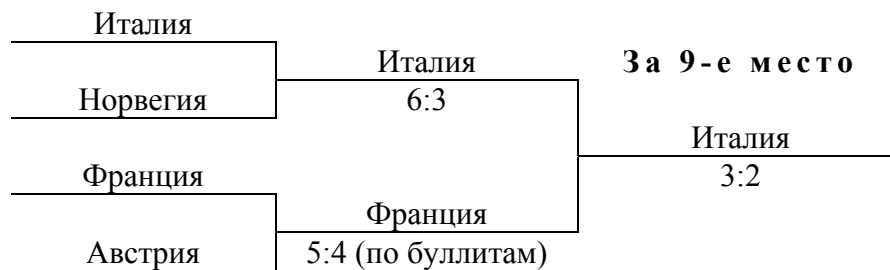 Италия
Италия
За 9-е место
Норвегия
6:3
Италия
Франция
3:2
Франция
Австрия
5:4 (по буллитам)